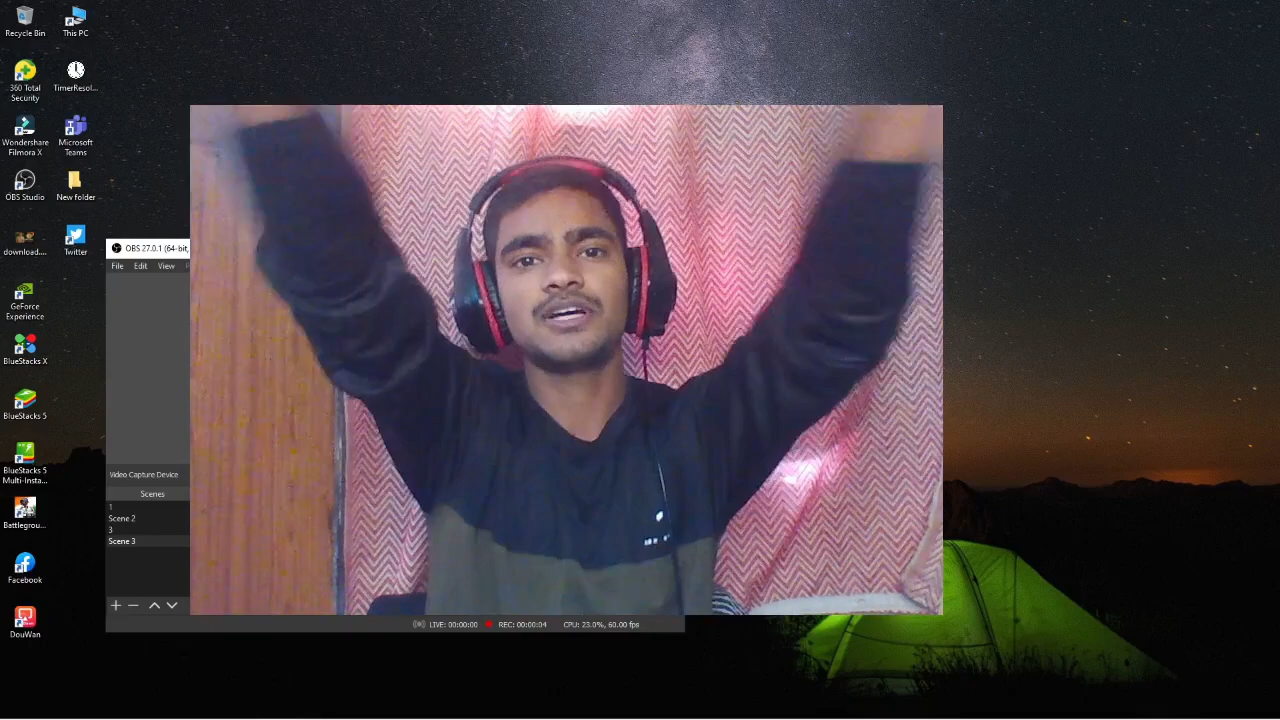 Recycle Bin
This PC
360 Total
Security
TimerResol...
Wondershare
Filmora X
Microsoft
Teams
OBS Studio
New folder
download....
Twitter
GeForce
Experience
BlueStacks X
BlueStacks 5
BlueStacks 5
Multi-Insta...
Battlegrou...
Facebook
DouWan
OBS 27.0.1 (64-bit,
File Edit View
Video Capture Device
Scenes
1
Scene 2
3
Scene 3
LIVE: 00:00:00 REC: 00:00:04 CPU: 23.0%, 60.00 fps